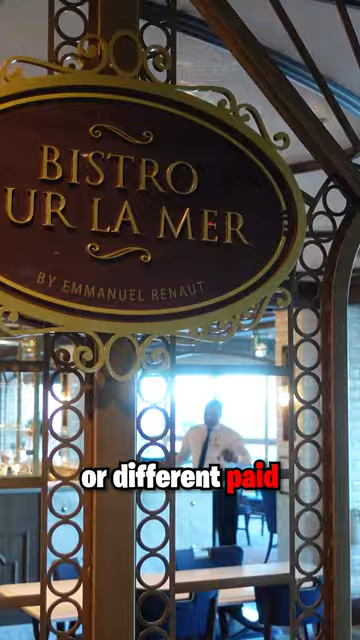 BISTRO
UR LA MER
BY EMMANUEL RENAUT
or different paid